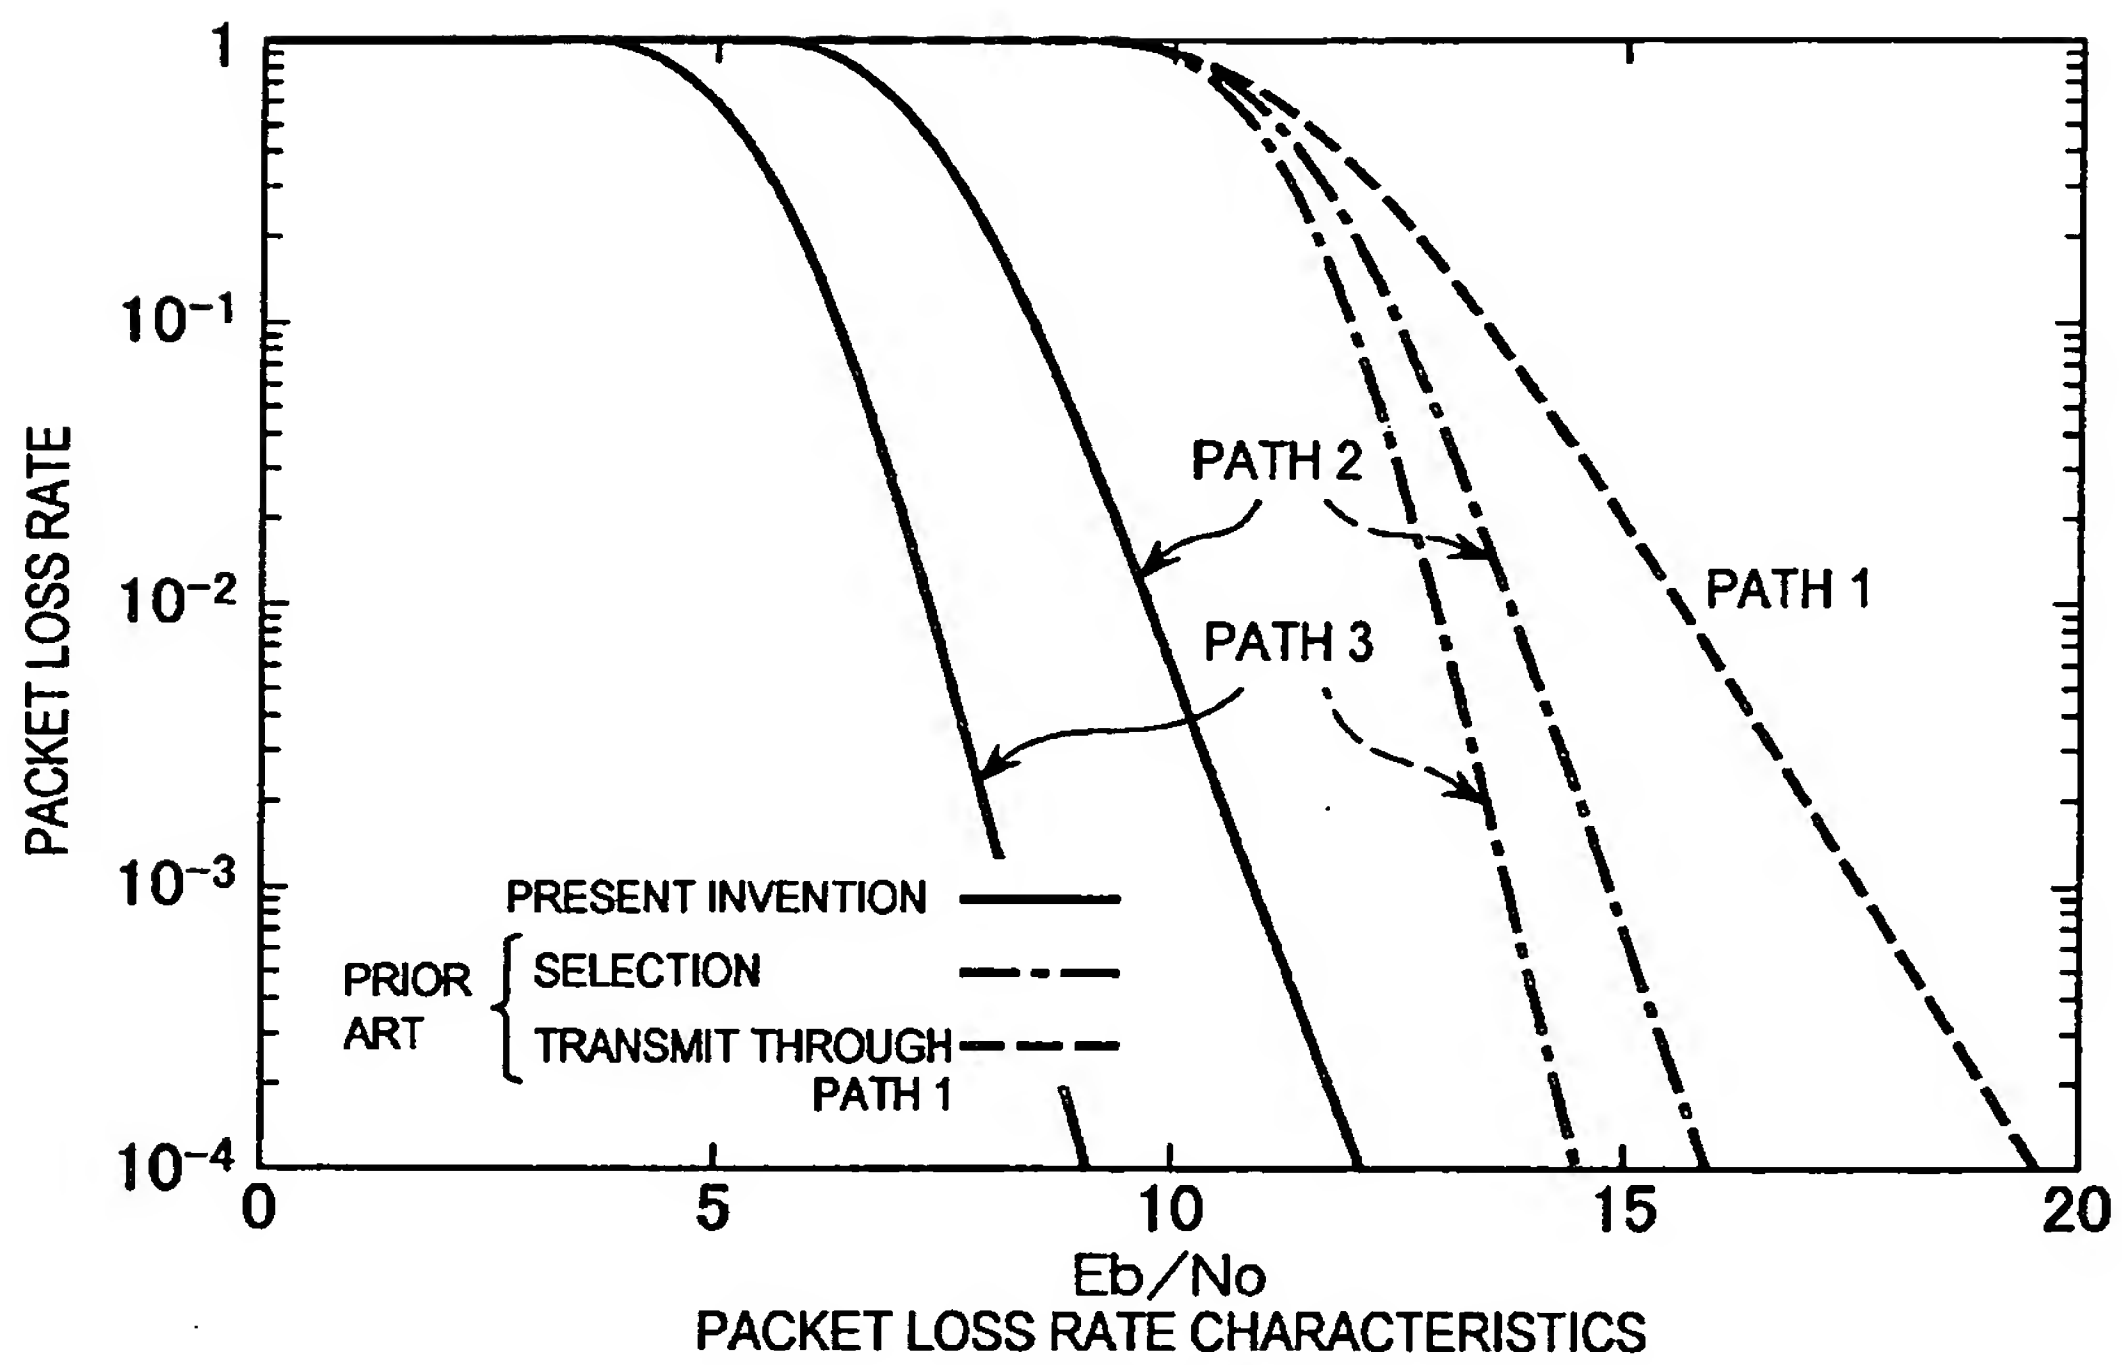 1
10⁻¹
10⁻²
10⁻³
10⁻⁴
PACKET LOSS RATE
PATH 2
PATH 1
PATH 3
PRESENT INVENTION
PRIOR ART
SELECTION
TRANSMIT THROUGH
PATH 1
0 5 10 15 20
Eb/No
PACKET LOSS RATE CHARACTERISTICS